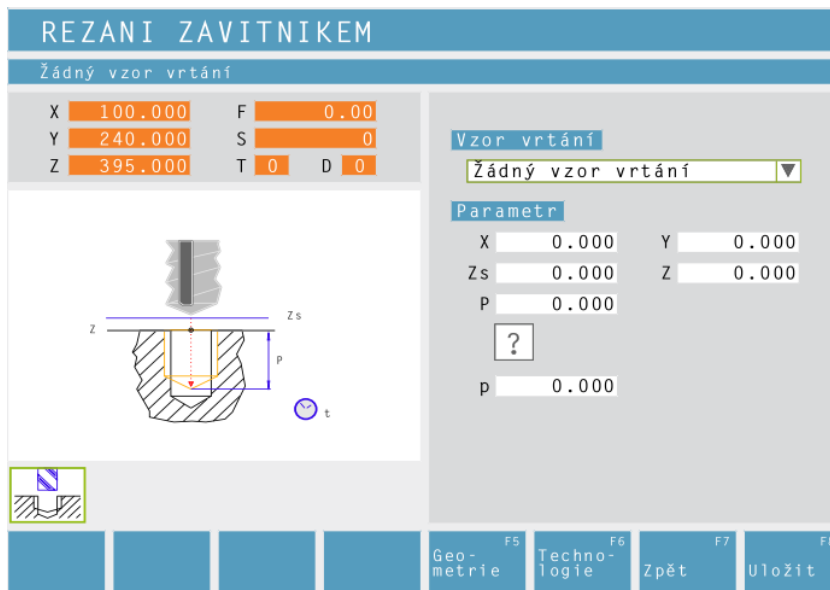 REZANI ZAVITNIKEM
Žádný vzor vrtání
X 100.000 F 0.00
Y 240.000 S 0
Z 395.000 T 0 D 0
Vzor vrtání
Žádný vzor vrtání
Parametr
X 0.000 Y 0.000
Zs 0.000 Z 0.000
P 0.000
?
p 0.000
Zs
Z
P
t
F5 F6 F7 F8
Geo- Techno-
metrie logie Zpět Uložit